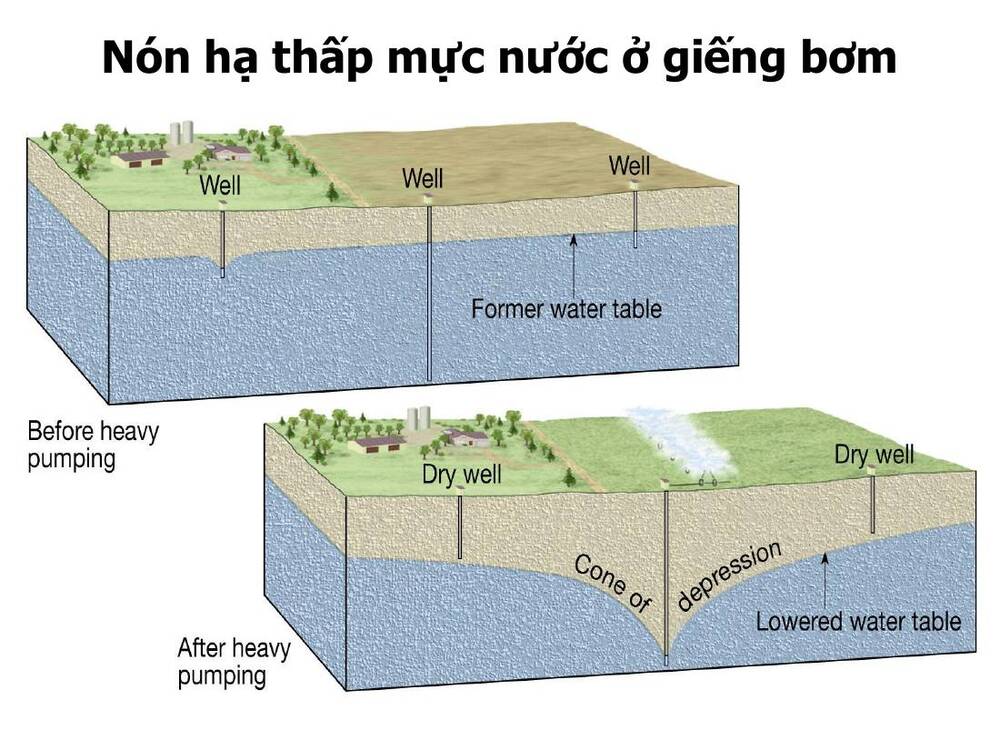 Nón hạ thấp mực nước ở giếng bơm
Well
Well
Well
Former water table
Before heavy
pumping
Dry well
Dry well
Cone of
depression
Lowered water table
After heavy
pumping